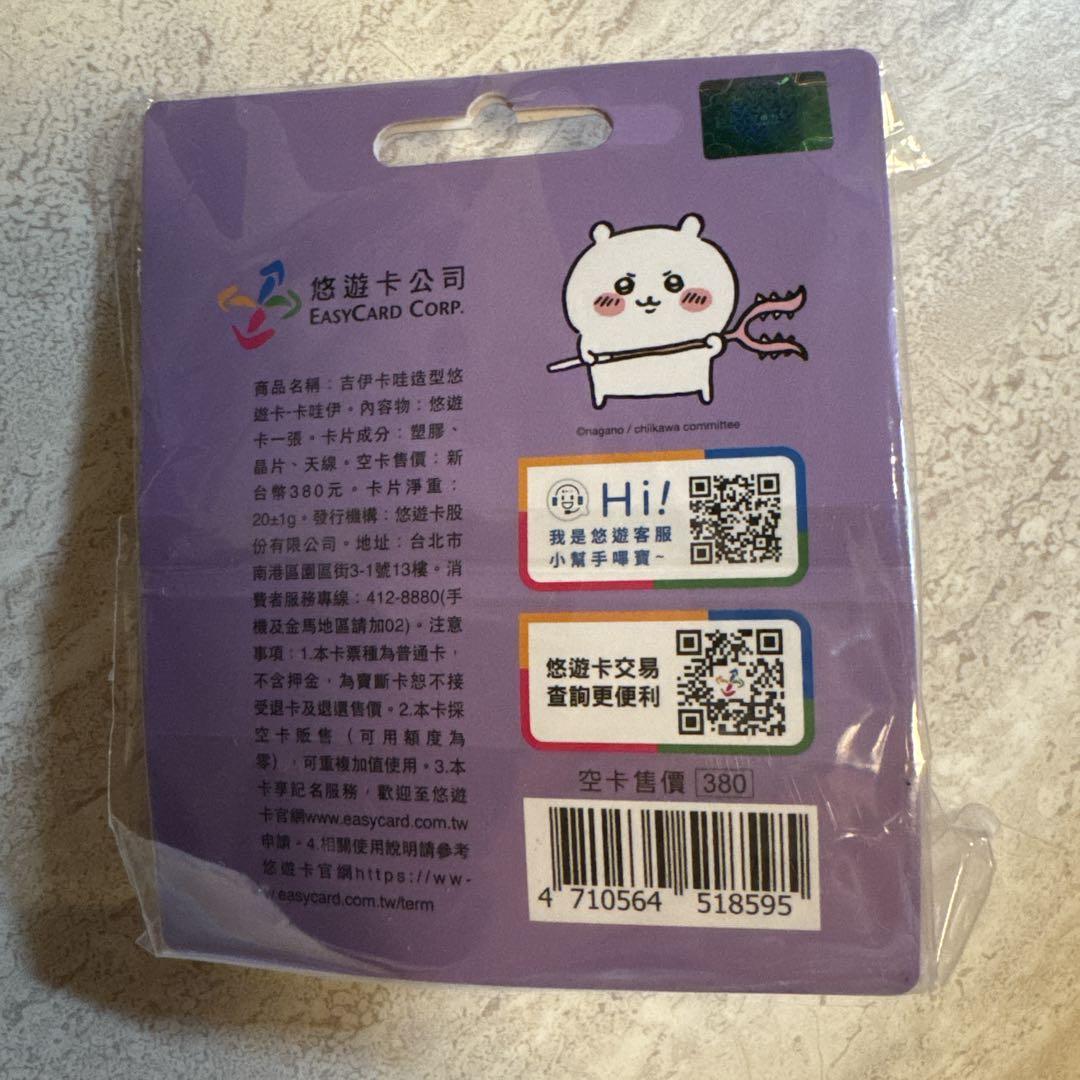 悠遊卡公司
EASYCARD CORP.
商品名稱：吉伊卡哇造型悠
遊卡-卡哇伊。內容物：悠遊
卡一張。卡片成分：塑膠、
晶片、天線。空卡售價：新
台幣380元。卡片淨重：
20±1g。發行機構：悠遊卡股
份有限公司。地址：台北市
南港區園區街3-1號13樓。消
費者服務專線：412-8880(手
機及金馬地區請加02)。注意
事項：1.本卡票種為普通卡，
不含押金，為賣斷卡恕不接
受退卡及退還售價。2.本卡採
空卡販售（可用額度為
零），可重複加值使用。3.本
卡享記名服務，歡迎至悠遊
卡官網www.easycard.com.tw
申請。4.相關使用說明請參考
悠遊卡官網https://ww-
w.easycard.com.tw/term
©nagano / chiikawa committee
Hi!
我是悠遊客服
小幫手嗶寶~
悠遊卡交易
查詢更便利
空卡售價 380
4 710564 518595